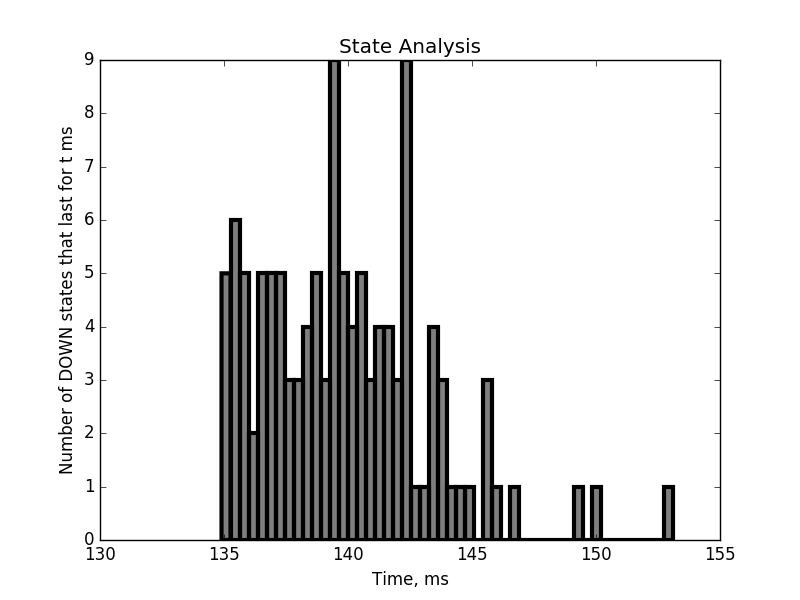 State Analysis
9
8
7
6
5
4
3
2
1
0
Number of DOWN states that last for t ms
130 135 140 145 150 155
Time, ms